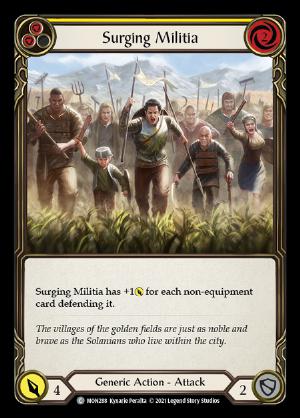 Surging Militia
2
Surging Militia has +1 for each non-equipment
card defending it.
The villages of the golden fields are just as noble and
brave as the Solanians who live within the city.
4
Generic Action - Attack
2
C MON288 Kysarie Peralta © 2021 Legend Story Studios